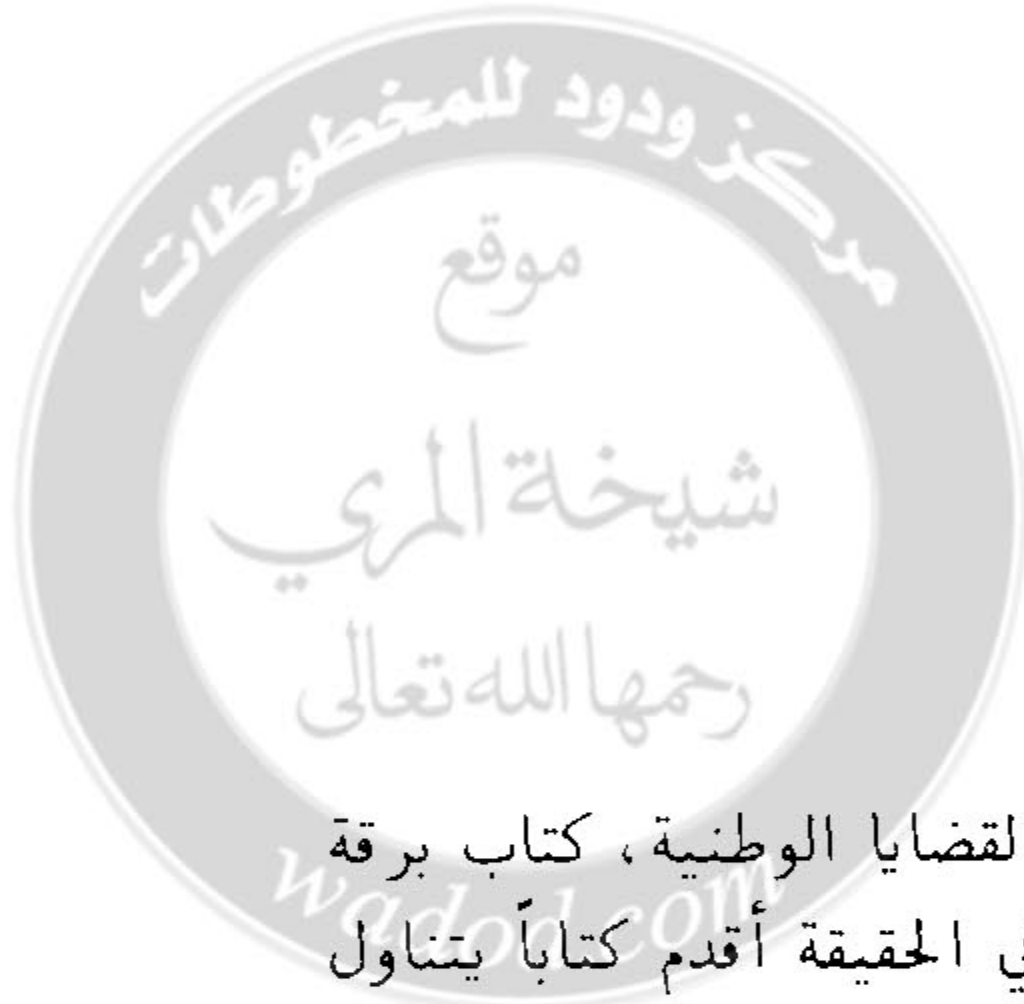 مركز ودود للمخطوطات
موقع
شيخة المري
رحمها الله تعالى
لقضايا الوطنية، كتاب برقة
wadod.com
ي الحقيقة أقدم كتاباً يتناول